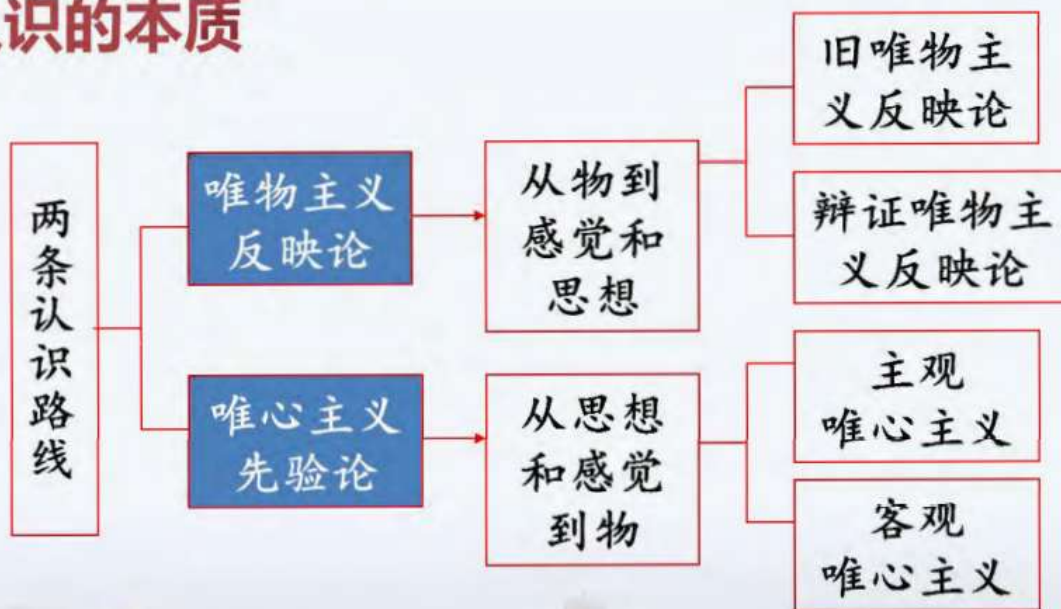 识的本质
两条认识路线
唯物主义
反映论
从物到
感觉和
思想
旧唯物主
义反映论
辩证唯物主
义反映论
唯心主义
先验论
从思想
和感觉
到物
主观
唯心主义
客观
唯心主义